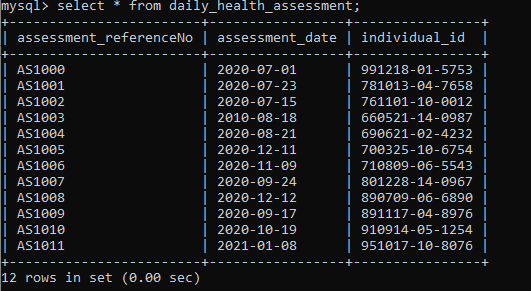 mysql> select * from daily_health_assessment;
+------------------------+-----------------+----------------+
| assessment_referenceNo | assessment_date | individual_id  |
+------------------------+-----------------+----------------+
| AS1000                 | 2020-07-01      | 991218-01-5753 |
| AS1001                 | 2020-07-23      | 781013-04-7658 |
| AS1002                 | 2020-07-15      | 761101-10-0012 |
| AS1003                 | 2010-08-18      | 660521-14-0987 |
| AS1004                 | 2020-08-21      | 690621-02-4232 |
| AS1005                 | 2020-12-11      | 700325-10-6754 |
| AS1006                 | 2020-11-09      | 710809-06-5543 |
| AS1007                 | 2020-09-24      | 801228-14-0967 |
| AS1008                 | 2020-12-12      | 890709-06-6890 |
| AS1009                 | 2020-09-17      | 891117-04-8976 |
| AS1010                 | 2020-10-19      | 910914-05-1254 |
| AS1011                 | 2021-01-08      | 951017-10-8076 |
+------------------------+-----------------+----------------+
12 rows in set (0.00 sec)